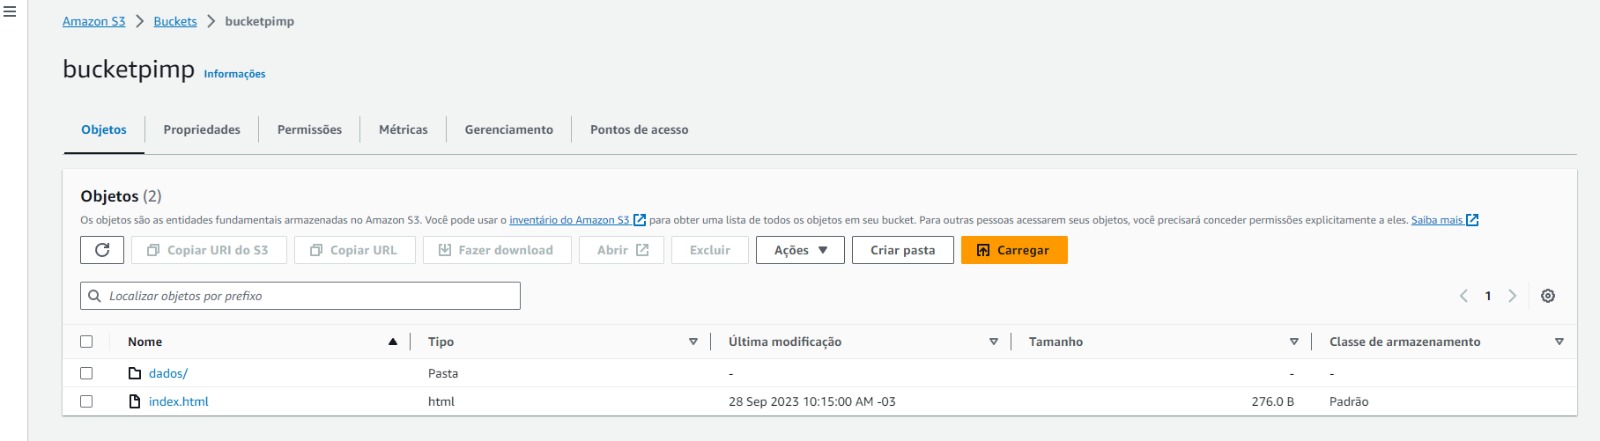 Amazon S3 > Buckets > bucketpimp
bucketpimp Informações
Objetos Propriedades Permissões Métricas Gerenciamento Pontos de acesso
Objetos (2)
Os objetos são as entidades fundamentais armazenadas no Amazon S3. Você pode usar o inventário do Amazon S3 para obter uma lista de todos os objetos em seu bucket. Para outras pessoas acessarem seus objetos, você precisará conceder permissões explicitamente a eles. Saiba mais
Copiar URI do S3 Copiar URL Fazer download Abrir Excluir Ações Criar pasta Carregar
Localizar objetos por prefixo 1
Nome Tipo Última modificação Tamanho Classe de armazenamento
dados/ Pasta - - -
index.html html 28 Sep 2023 10:15:00 AM -03 276.0 B Padrão